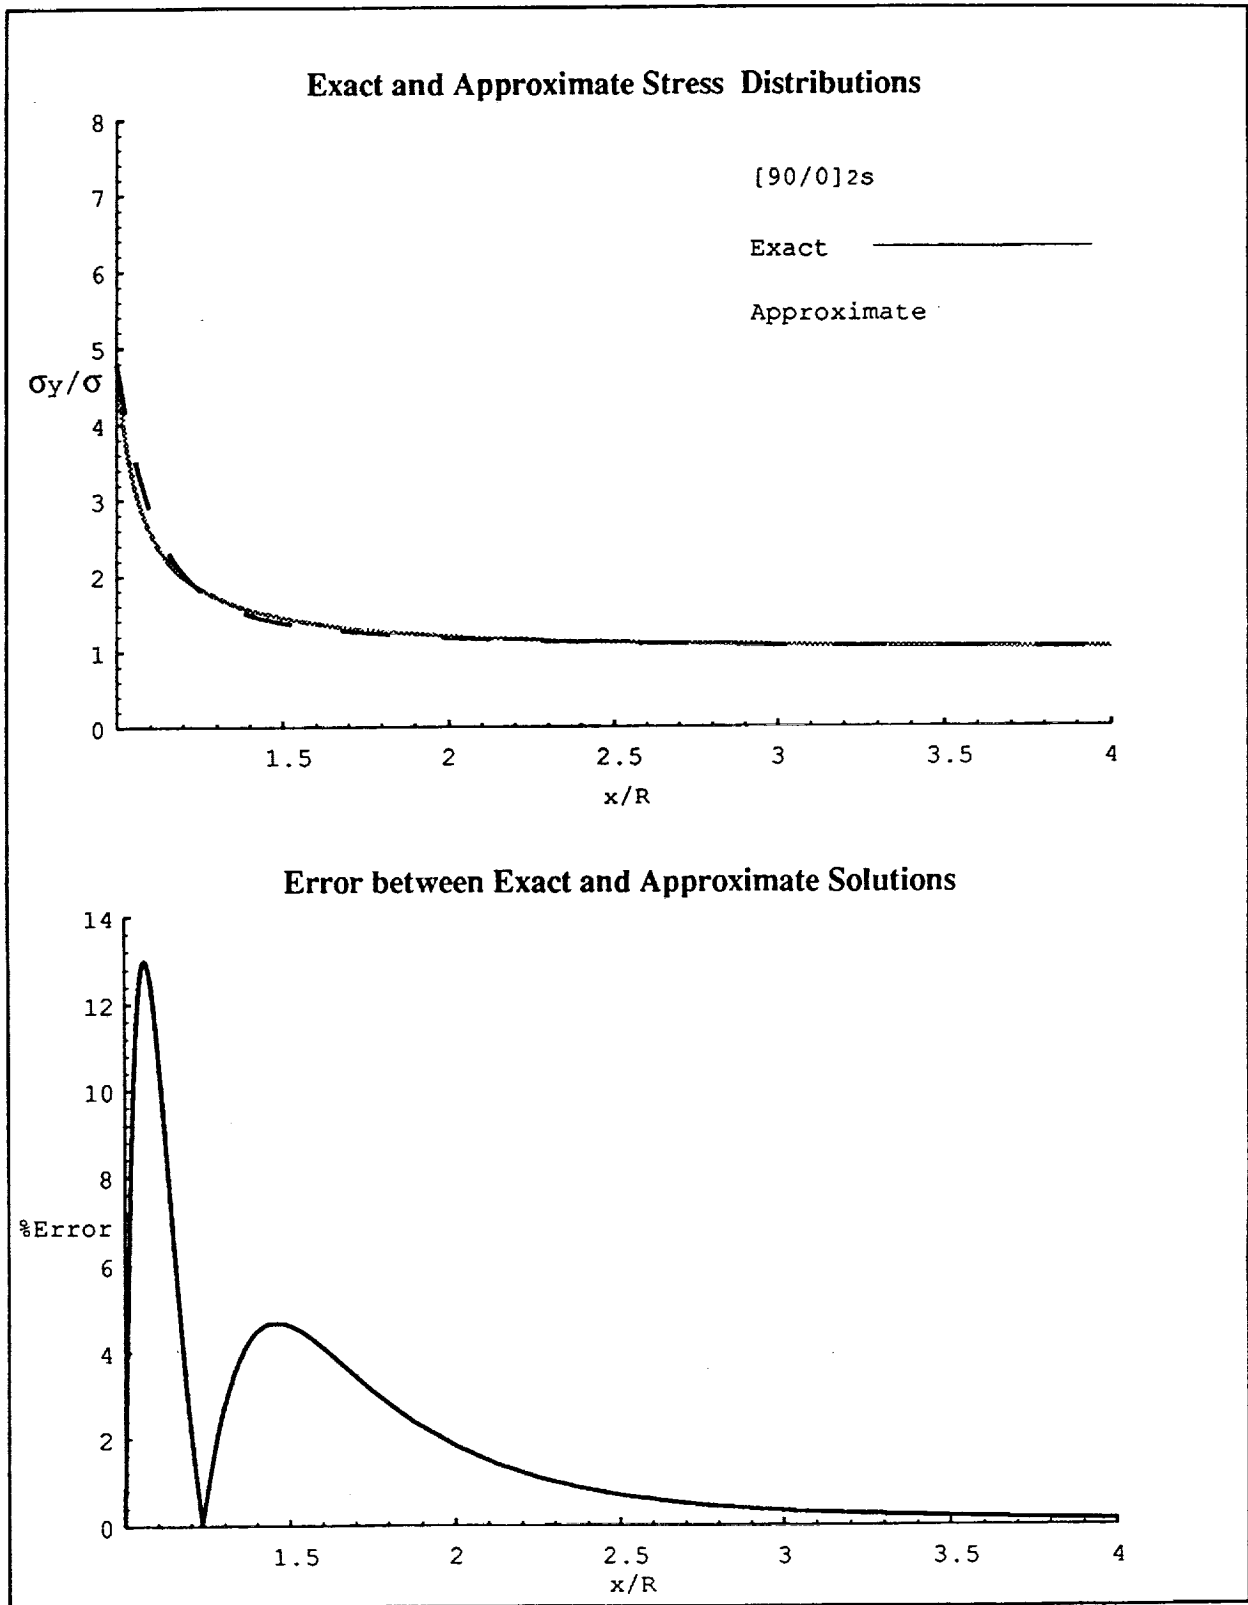 Exact and Approximate Stress Distributions
8
[90/0]2s
7
Exact
6
Approximate
5
σy/σ
4
3
2
1
0
1.5 2 2.5 3 3.5 4
x/R
Error between Exact and Approximate Solutions
14
12
10
8
%Error
6
4
2
0
1.5 2 2.5 3 3.5 4
x/R